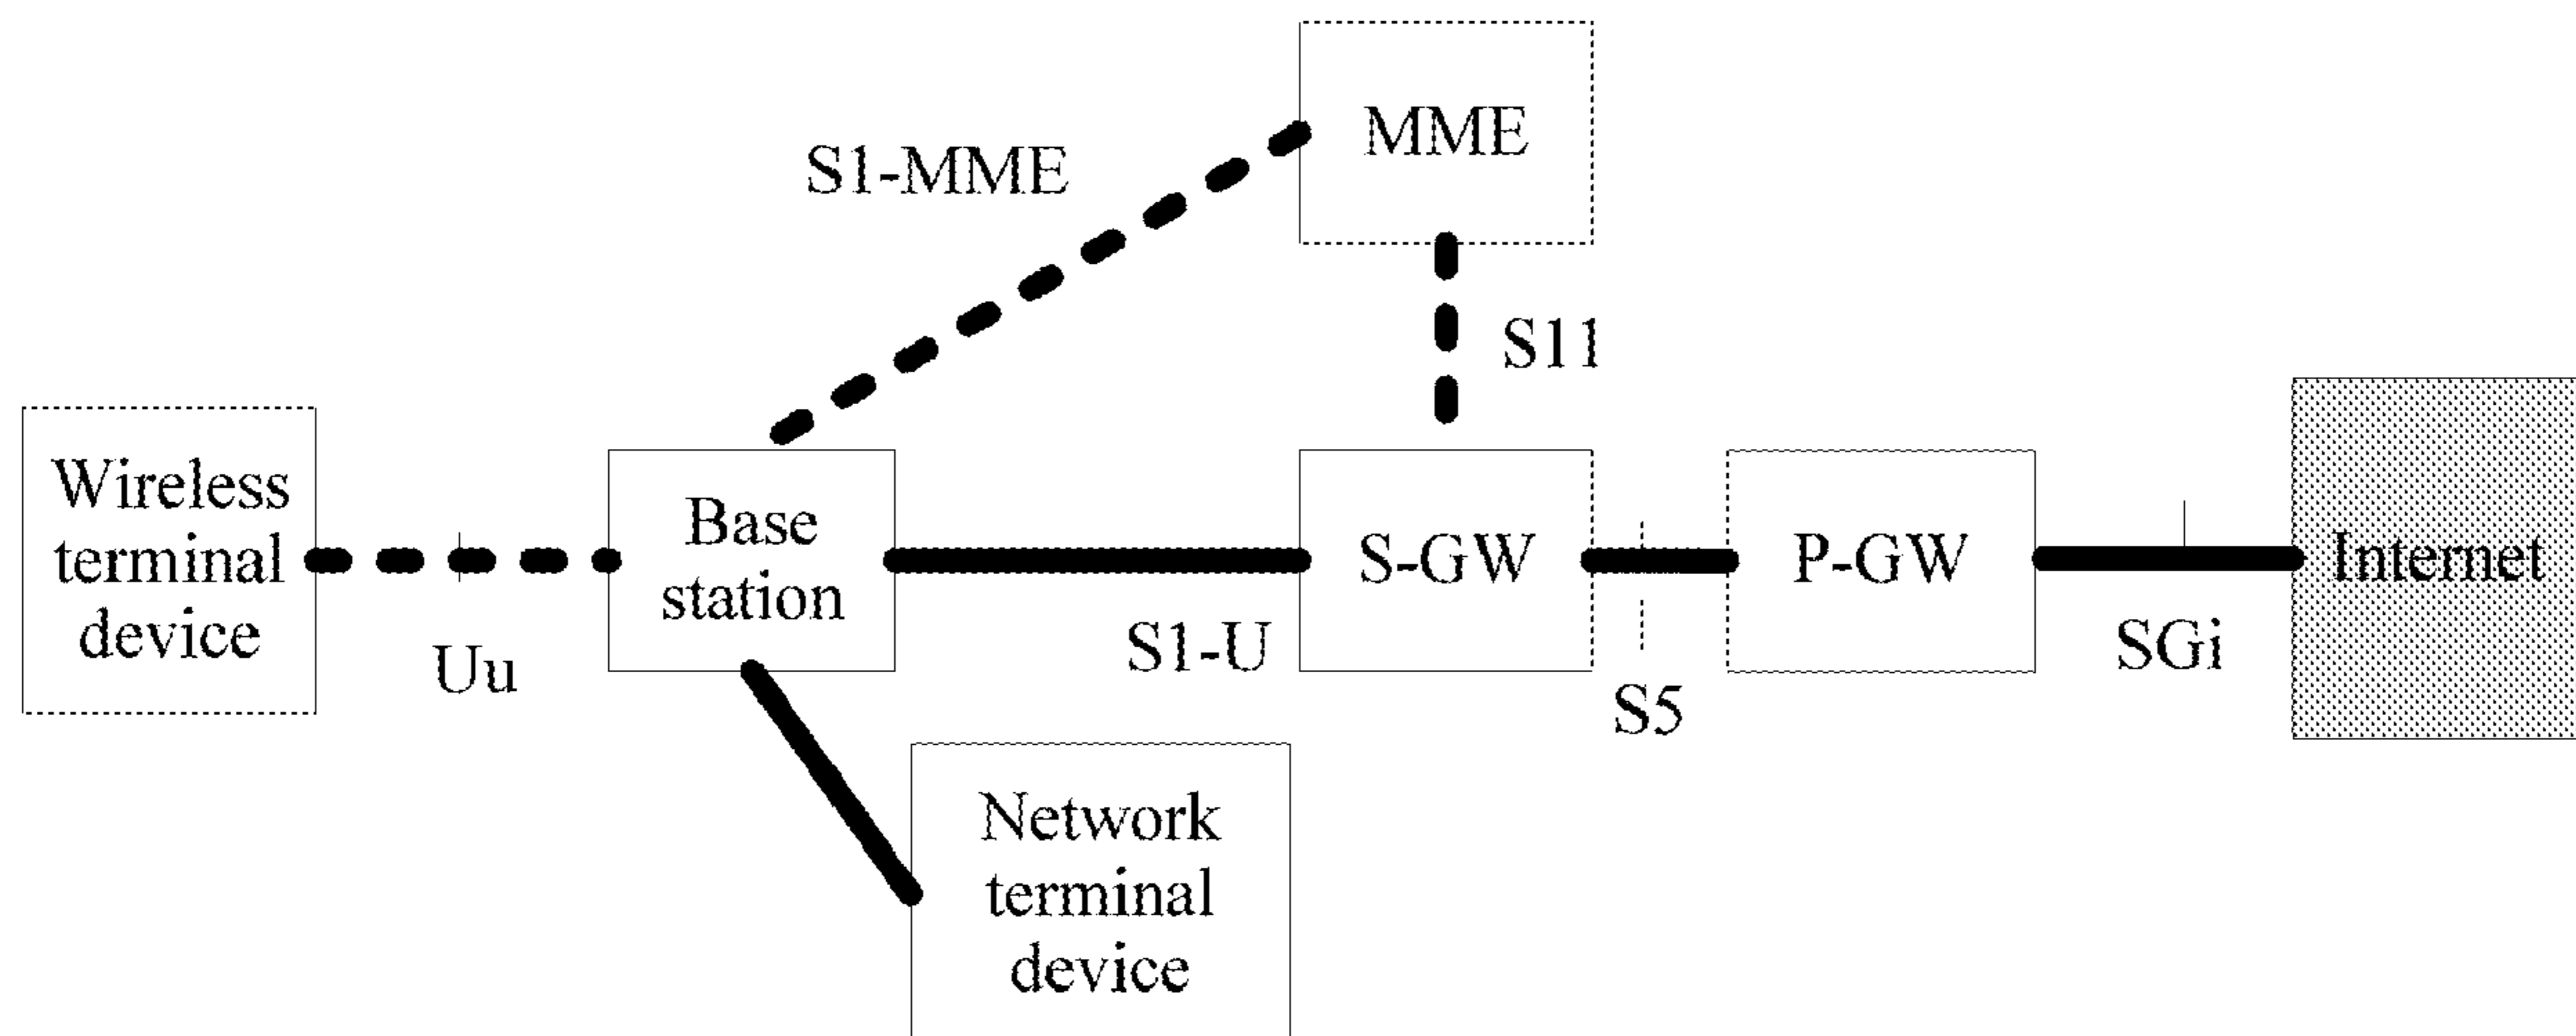 MME
S1-MME
S11
Wireless
terminal
device
Uu
Base
station
S1-U
S-GW
S5
P-GW
SGi
Internet
Network
terminal
device